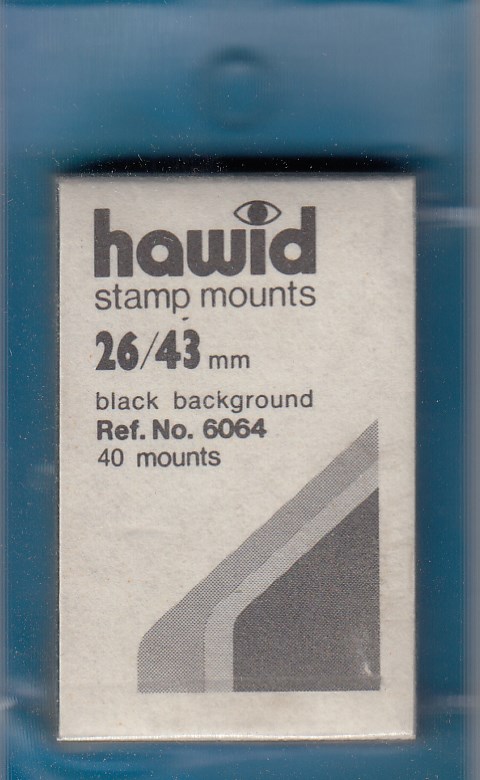 hawid
stamp mounts
26/43 mm
black background
Ref. No. 6064
40 mounts